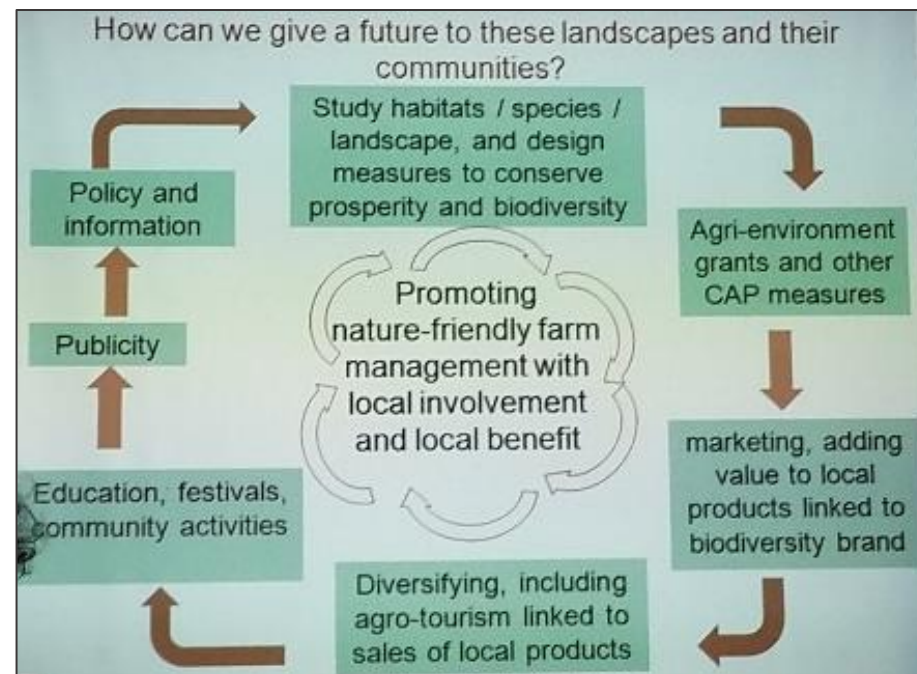 How can we give a future to these landscapes and their
communities?
Study habitats / species /
landscape, and design
measures to conserve
prosperity and biodiversity
Agri-environment
grants and other
CAP measures
marketing, adding
value to local
products linked to
biodiversity brand
Diversifying, including
agro-tourism linked to
sales of local products
Education, festivals,
community activities
Publicity
Policy and
information
Promoting
nature-friendly farm
management with
local involvement
and local benefit